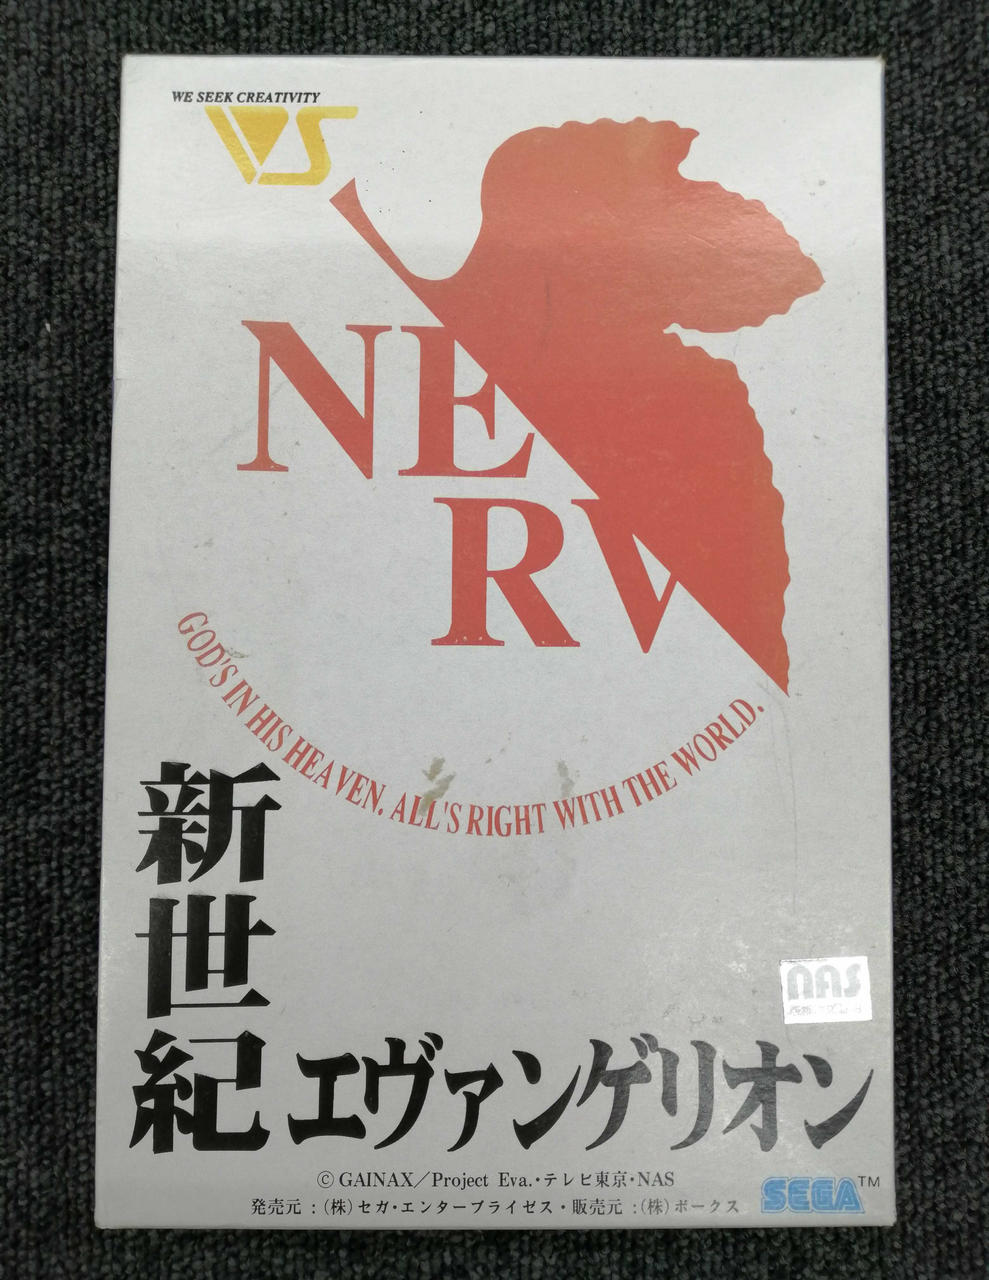 WE SEEK CREATIVITY
VS
NERV
GOD'S IN HIS HEAVEN. ALL'S RIGHT WITH THE WORLD.
新世紀
エヴァンゲリオン
NAS
©GAINAX／Project Eva.・テレビ東京・NAS
発売元：(株)セガ・エンタープライゼス・販売元：(株)ボークス
SEGA™